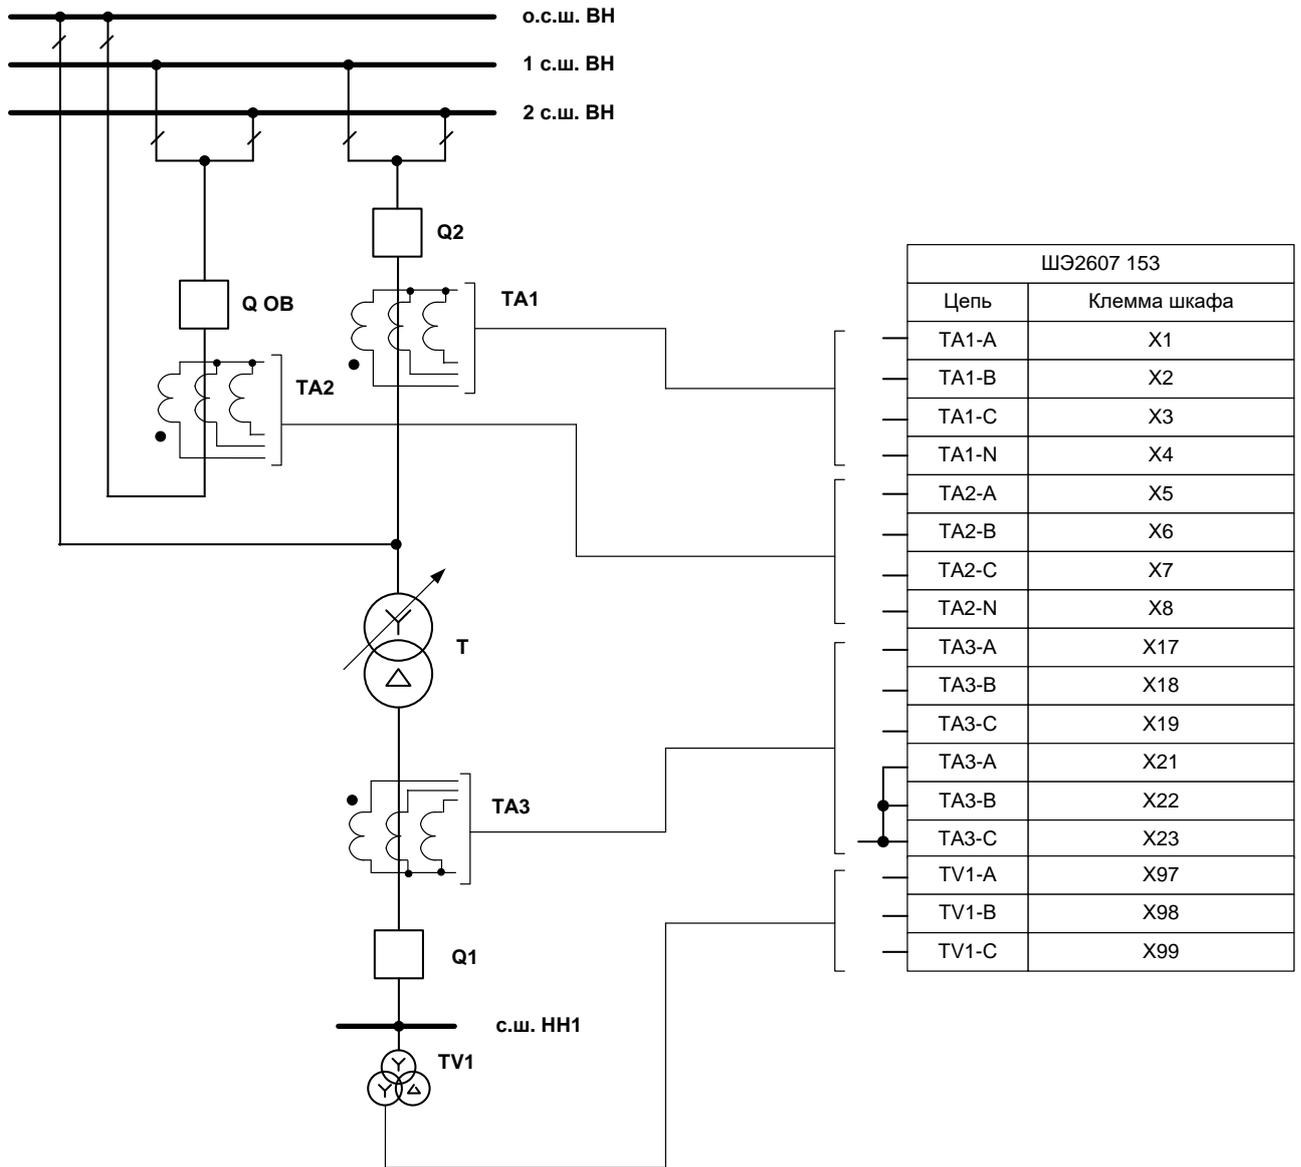 о.с.ш. ВН
1 с.ш. ВН
2 с.ш. ВН
Q2
Q ОВ
TA1
TA2
T
TA3
Q1
с.ш. НН1
TV1
ШЭ2607 153
Цепь Клемма шкафа
TA1-A X1
TA1-B X2
TA1-C X3
TA1-N X4
TA2-A X5
TA2-B X6
TA2-C X7
TA2-N X8
TA3-A X17
TA3-B X18
TA3-C X19
TA3-A X21
TA3-B X22
TA3-C X23
TV1-A X97
TV1-B X98
TV1-C X99